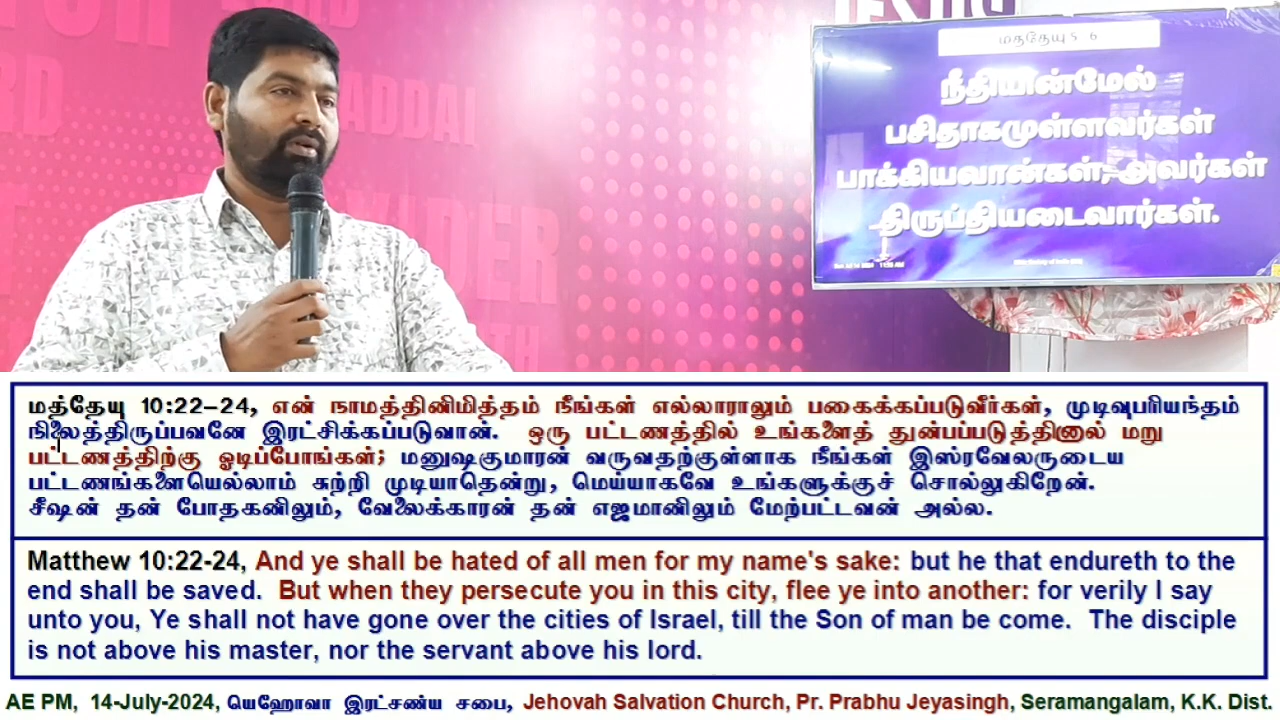 ADDAI
மத்தேயு 5 6
நீதியின்மேல்
பசிதாகமுள்ளவர்கள்
பாக்கியவான்கள்; அவர்கள்
திருப்தியடைவார்கள்.
மத்தேயு 10:22-24, என் நாமத்தினிமித்தம் நீங்கள் எல்லாராலும் பகைக்கப்படுவீர்கள், முடிவுபரியந்தம்
நிலைத்திருப்பவனே இரட்சிக்கப்படுவான். ஒரு பட்டணத்தில் உங்களைத் துன்பப்படுத்தினால் மறு
பட்டணத்திற்கு ஓடிப்போங்கள்; மனுஷகுமாரன் வருவதற்குள்ளாக நீங்கள் இஸ்ரவேலருடைய
பட்டணங்களையெல்லாம் சுற்றி முடியாதென்று, மெய்யாகவே உங்களுக்குச் சொல்லுகிறேன்.
சீஷன் தன் போதகனிலும், வேலைக்காரன் தன் எஜமானிலும் மேற்பட்டவன் அல்ல.
Matthew 10:22-24, And ye shall be hated of all men for my name's sake: but he that endureth to the
end shall be saved. But when they persecute you in this city, flee ye into another: for verily I say
unto you, Ye shall not have gone over the cities of Israel, till the Son of man be come. The disciple
is not above his master, nor the servant above his lord.
AE PM, 14-July-2024, யெஹோவா இரட்சண்ய சபை, Jehovah Salvation Church, Pr. Prabhu Jeyasingh, Seramangalam, K.K. Dist.